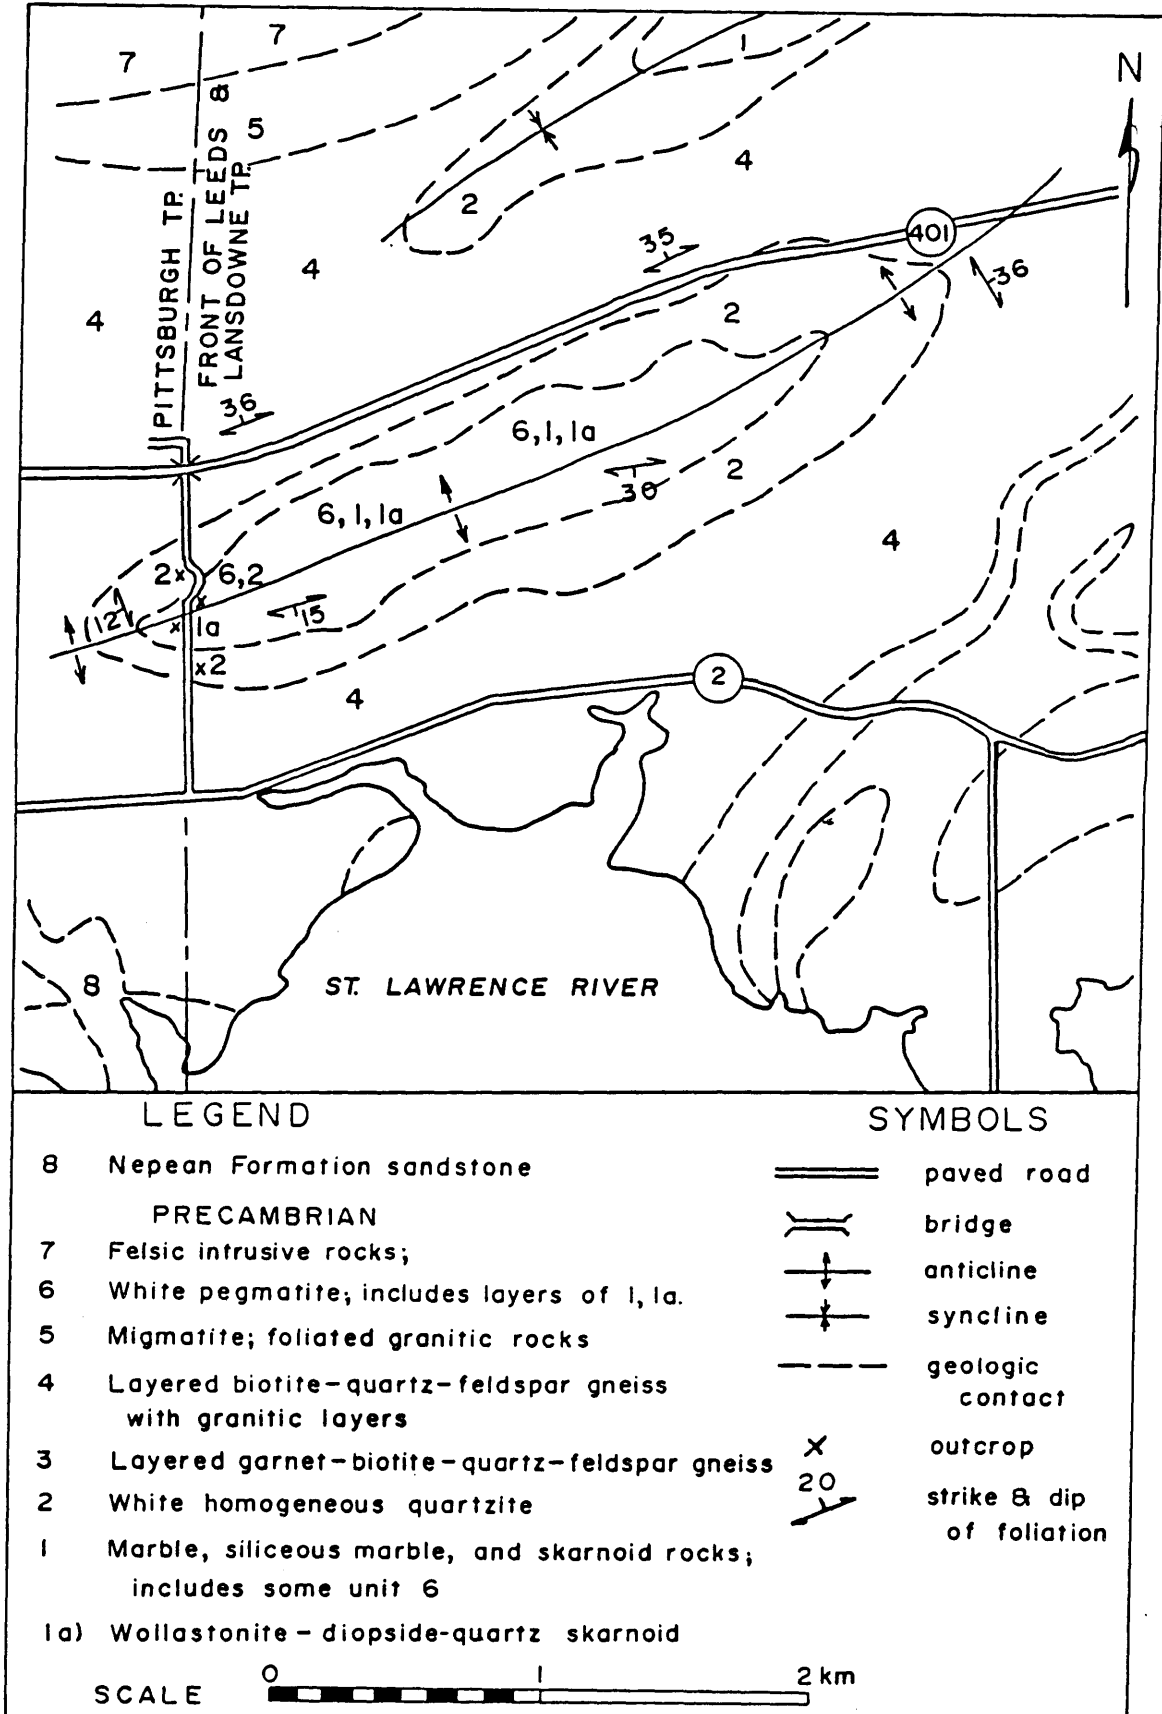 7
7
1
N
5
PITTSBURGH TP.
FRONT OF LEEDS &
LANSDOWNE TP.
4
2
35
401
36
4
4
2
36
6,1,1a
30
2
6,1,1a
4
2
6,2
12
15
1a
2
4
2
8
ST. LAWRENCE RIVER
LEGEND
8 Nepean Formation sandstone
PRECAMBRIAN
7 Felsic intrusive rocks;
6 White pegmatite; includes layers of 1, 1a.
5 Migmatite; foliated granitic rocks
4 Layered biotite-quartz-feldspar gneiss
with granitic layers
3 Layered garnet-biotite-quartz-feldspar gneiss
2 White homogeneous quartzite
1 Marble, siliceous marble, and skarnoid rocks;
includes some unit 6
1a) Wollastonite-diopside-quartz skarnoid
SYMBOLS
paved road
bridge
anticline
syncline
geologic
contact
outcrop
20
strike & dip
of foliation
SCALE
0 1 2 km